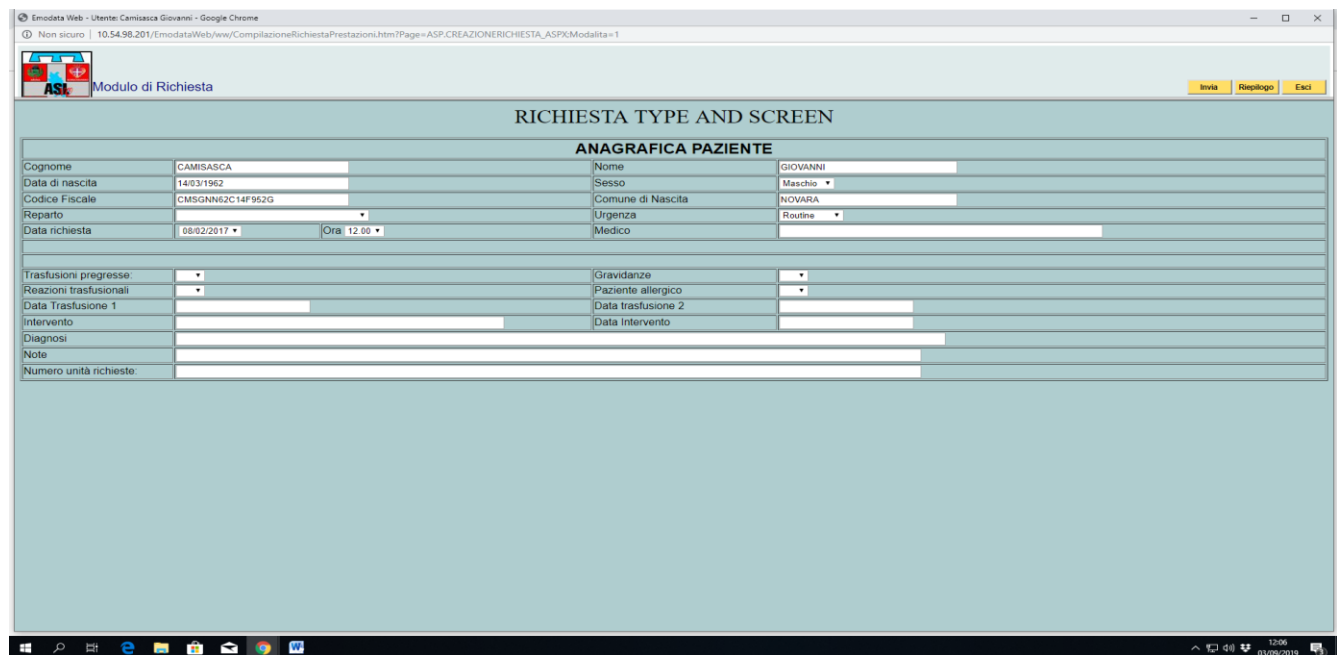 Emodata Web - Utente: Camisasca Giovanni - Google Chrome
Non sicuro | 10.54.98.201/EmodataWeb/ww/CompilazioneRichiestaPrestazioni.htm?Page=ASP.CREAZIONERICHIESTA_ASPX;Modalita=1
ASL Modulo di Richiesta Invia Riepilogo Esci
RICHIESTA TYPE AND SCREEN
ANAGRAFICA PAZIENTE
Cognome CAMISASCA Nome GIOVANNI
Data di nascita 14/03/1962 Sesso Maschio
Codice Fiscale CMSGNN62C14F952G Comune di Nascita NOVARA
Reparto Urgenza Routine
Data richiesta 08/02/2017 Ora 12.00 Medico
Trasfusioni pregresse: Gravidanze
Reazioni trasfusionali Paziente allergico
Data Trasfusione 1 Data trasfusione 2
Intervento Data Intervento
Diagnosi
Note
Numero unità richieste:
12:06
03/09/2019